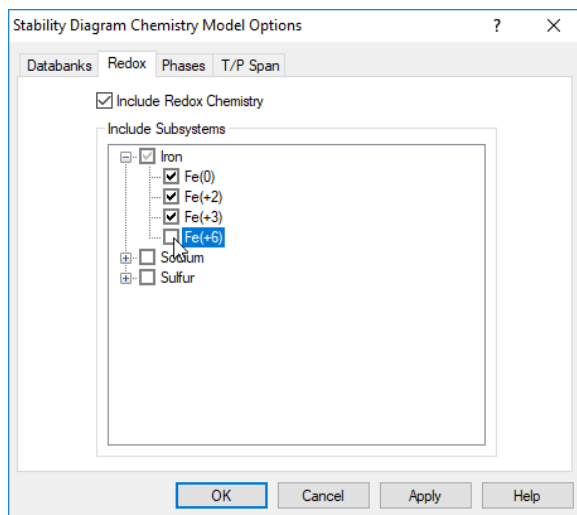 Stability Diagram Chemistry Model Options ?
Databanks Redox Phases T/P Span
Include Redox Chemistry
Include Subsystems
Iron
Fe(0)
Fe(+2)
Fe(+3)
Fe(+6)
Sodium
Sulfur
OK Cancel Apply Help